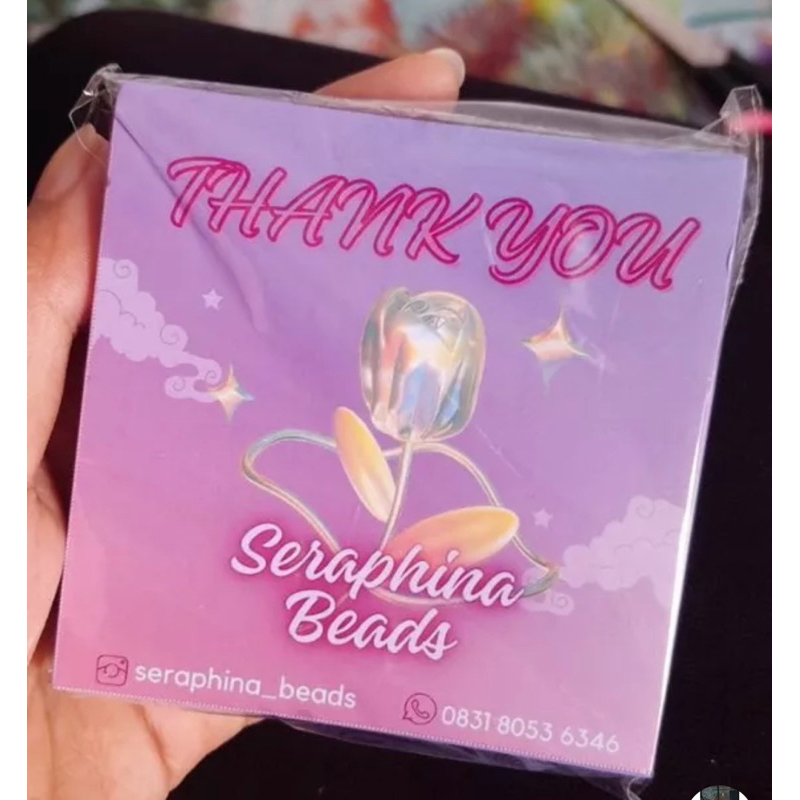 THANK YOU
Seraphina
Beads
seraphina_beads
0831 8053 6346